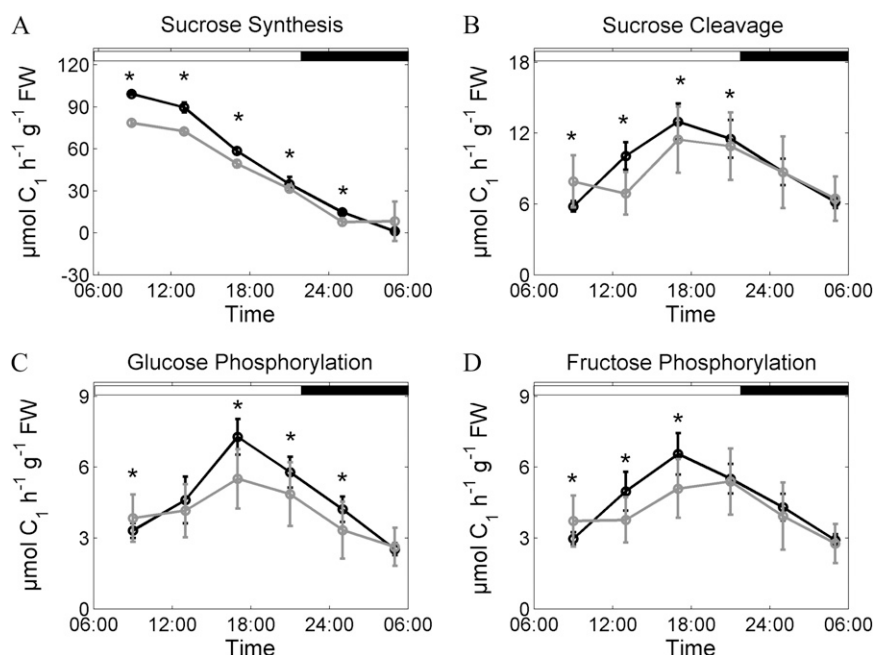 A Sucrose Synthesis
120
90
60
30
0
-30
µmol C₁ h⁻¹ g⁻¹ FW
* * * * *
06:00 12:00 18:00 24:00 06:00
Time
B Sucrose Cleavage
18
12
6
0
µmol C₁ h⁻¹ g⁻¹ FW
* * * *
06:00 12:00 18:00 24:00 06:00
Time
C Glucose Phosphorylation
9
6
3
0
µmol C₁ h⁻¹ g⁻¹ FW
* * * *
06:00 12:00 18:00 24:00 06:00
Time
D Fructose Phosphorylation
9
6
3
0
µmol C₁ h⁻¹ g⁻¹ FW
* * *
06:00 12:00 18:00 24:00 06:00
Time